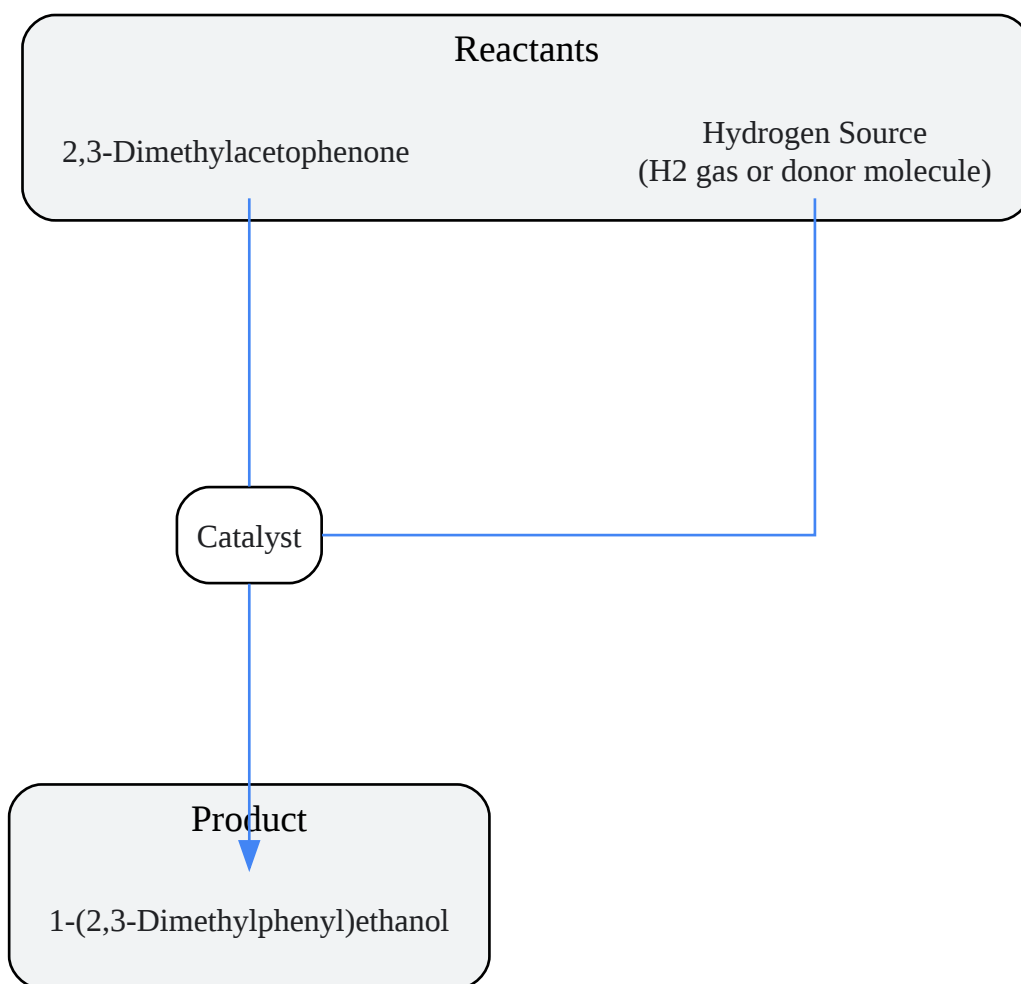 Reactants
2,3-Dimethylacetophenone
Hydrogen Source
(H2 gas or donor molecule)
Catalyst
Product
1-(2,3-Dimethylphenyl)ethanol